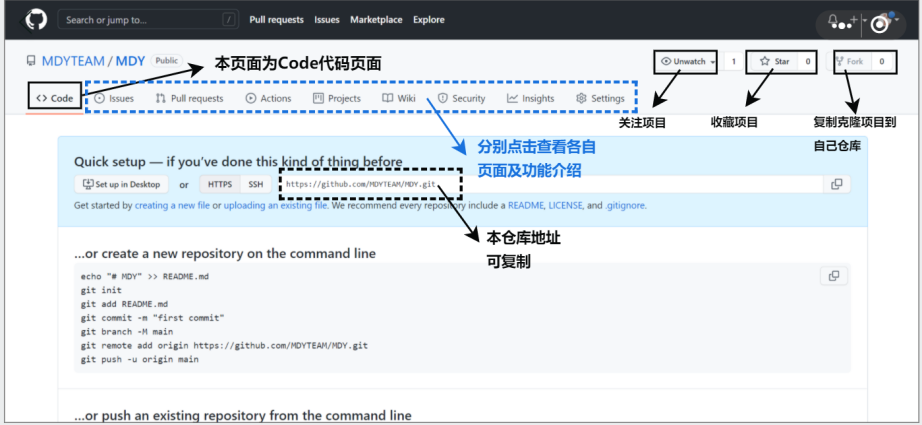 Search or jump to... / Pull requests Issues Marketplace Explore
MDYTEAM / MDY Public 本页面为Code代码页面 Unwatch 1 Star 0 Fork 0
<> Code Issues Pull requests Actions Projects Wiki Security Insights Settings
关注项目 收藏项目 复制克隆项目到
自己仓库
分别点击查看各自
页面及功能介绍
Quick setup — if you've done this kind of thing before
Set up in Desktop or HTTPS SSH https://github.com/MDYTEAM/MDY.git
Get started by creating a new file or uploading an existing file. We recommend every repository include a README, LICENSE, and .gitignore.
本仓库地址
可复制
...or create a new repository on the command line
echo "# MDY" >> README.md
git init
git add README.md
git commit -m "first commit"
git branch -M main
git remote add origin https://github.com/MDYTEAM/MDY.git
git push -u origin main
...or push an existing repository from the command line